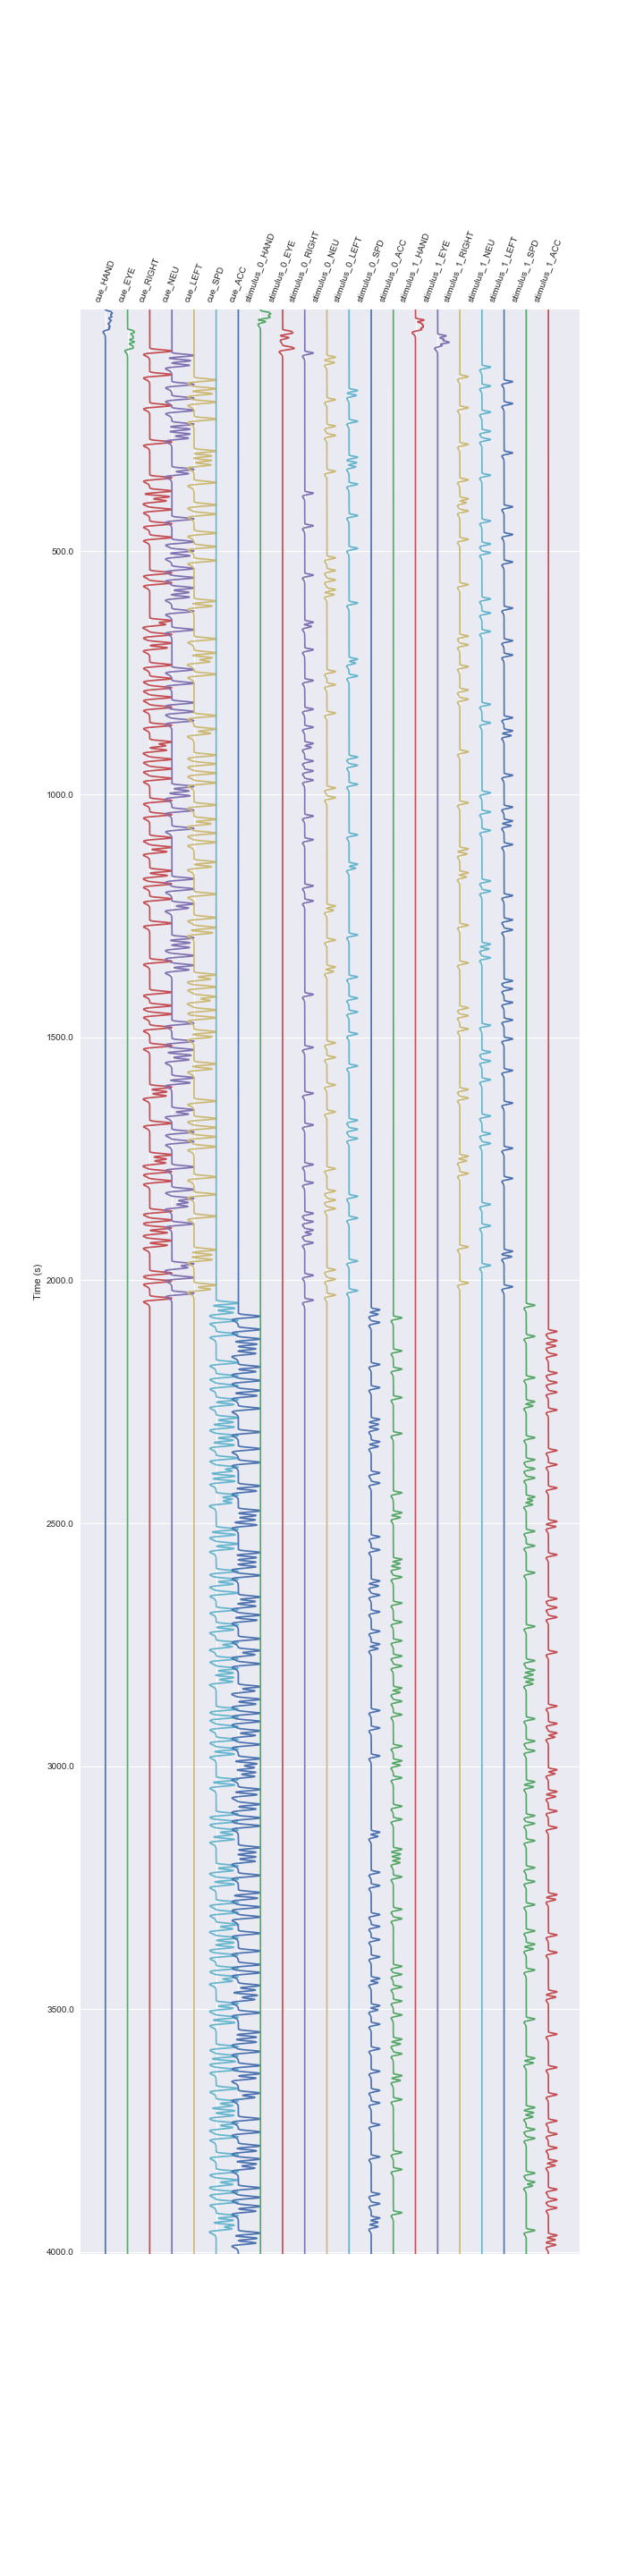 cue_HAND
cue_EYE
cue_RIGHT
cue_NEU
cue_LEFT
cue_SPD
cue_ACC
stimulus_0_HAND
stimulus_0_EYE
stimulus_0_RIGHT
stimulus_0_NEU
stimulus_0_LEFT
stimulus_0_SPD
stimulus_0_ACC
stimulus_1_HAND
stimulus_1_EYE
stimulus_1_RIGHT
stimulus_1_NEU
stimulus_1_LEFT
stimulus_1_SPD
stimulus_1_ACC
500.0
1000.0
1500.0
Time (s)
2000.0
2500.0
3000.0
3500.0
4000.0